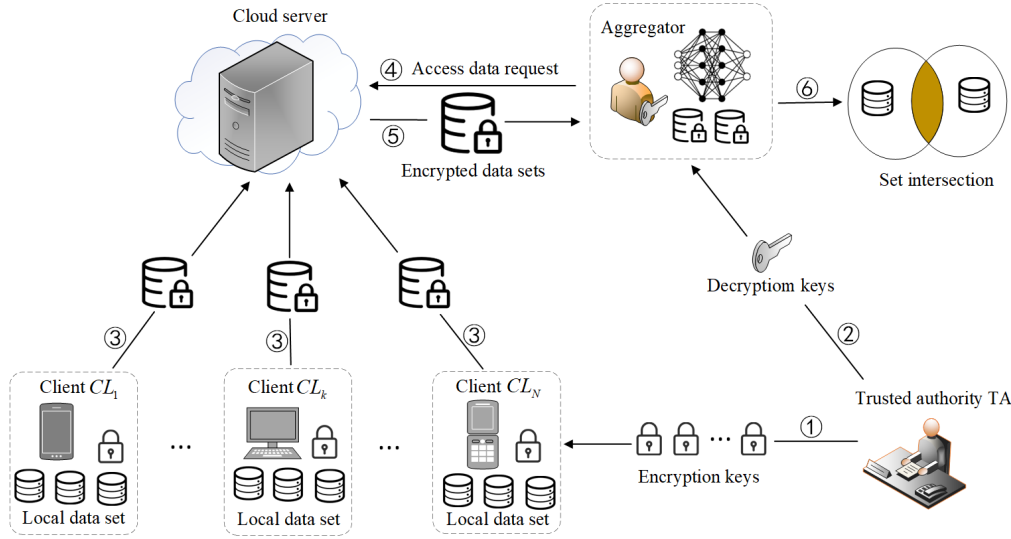 Cloud server
Aggregator
④ Access data request
⑥
⑤
Encrypted data sets
Set intersection
Decryptiom keys
③
③
③
②
Client CL₁
Client CLₖ
Client CL_N
Trusted authority TA
①
...
...
...
Encryption keys
Local data set
Local data set
Local data set